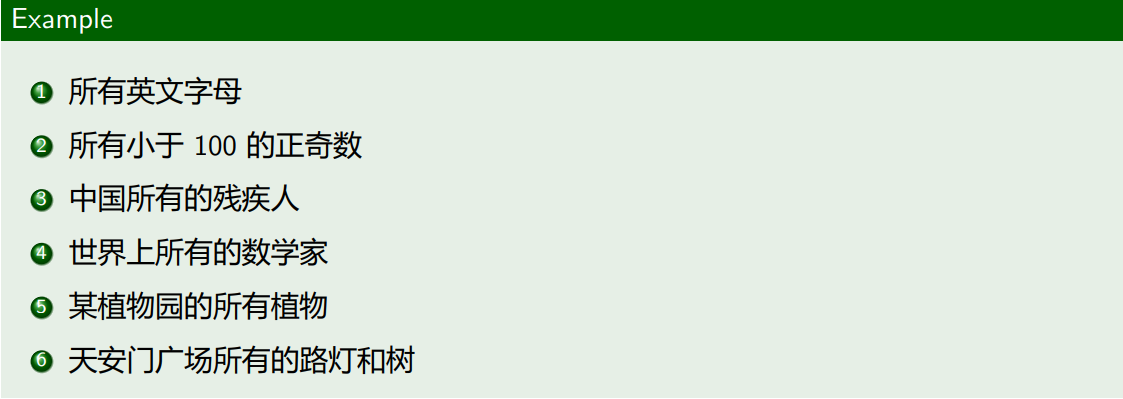 Example
1 所有英文字母
2 所有小于 100 的正奇数
3 中国所有的残疾人
4 世界上所有的数学家
5 某植物园的所有植物
6 天安门广场所有的路灯和树